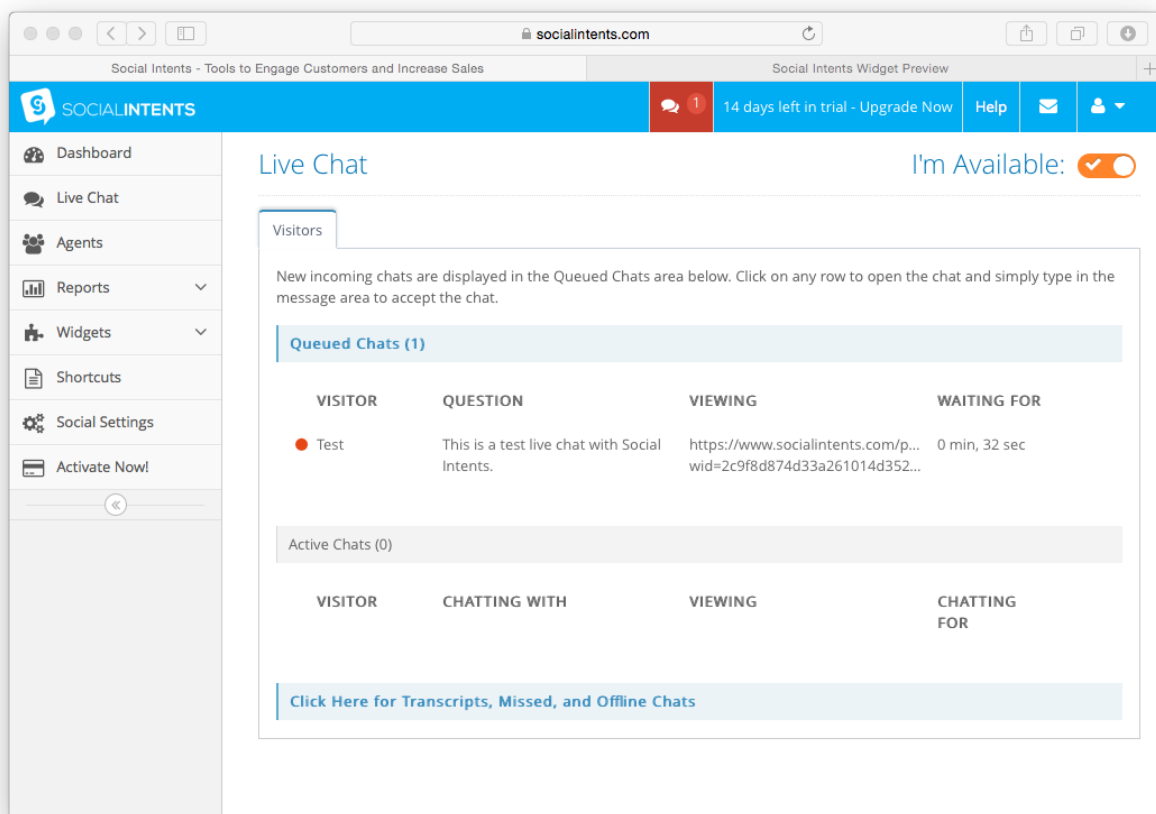 socialintents.com
Social Intents - Tools to Engage Customers and Increase Sales
Social Intents Widget Preview
SOCIALINTENTS
1
14 days left in trial - Upgrade Now
Help
Dashboard
Live Chat
Agents
Reports
Widgets
Shortcuts
Social Settings
Activate Now!
Live Chat
I'm Available:
Visitors
New incoming chats are displayed in the Queued Chats area below. Click on any row to open the chat and simply type in the
message area to accept the chat.
Queued Chats (1)
VISITOR QUESTION VIEWING WAITING FOR
Test This is a test live chat with Social https://www.socialintents.com/p... 0 min, 32 sec
Intents. wid=2c9f8d874d33a261014d352...
Active Chats (0)
VISITOR CHATTING WITH VIEWING CHATTING
FOR
Click Here for Transcripts, Missed, and Offline Chats